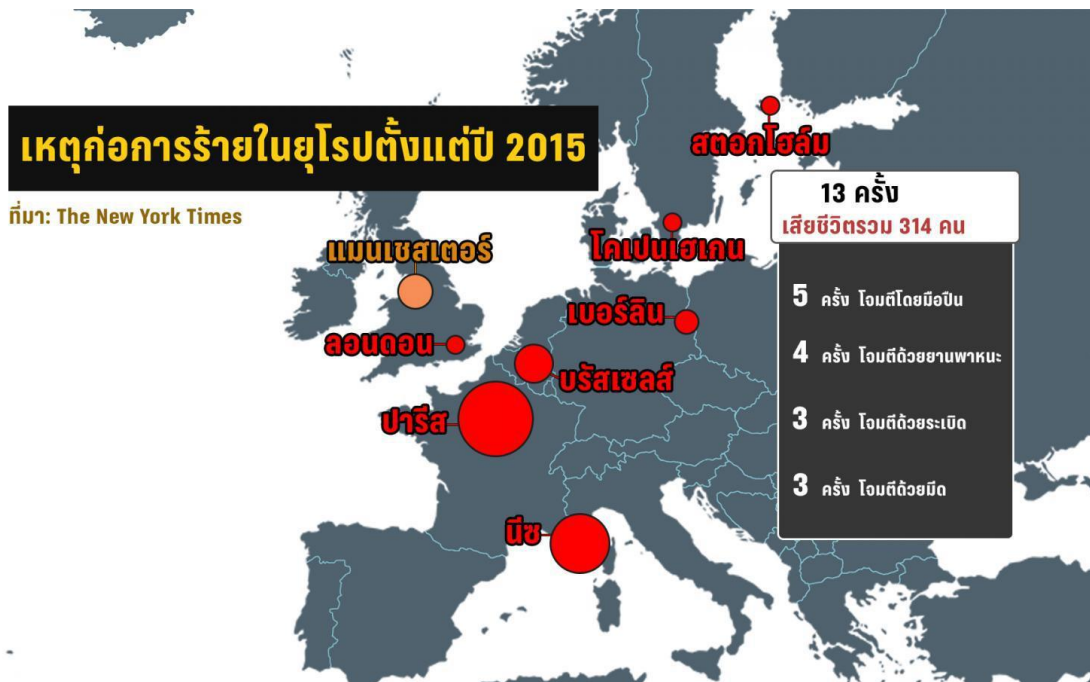 เหตุก่อการร้ายในยุโรปตั้งแต่ปี 2015
ที่มา: The New York Times
สตอกโฮล์ม
โคเปนเฮเกน
แมนเชสเตอร์
เบอร์ลิน
ลอนดอน
บรัสเซลส์
ปารีส
นีซ
13 ครั้ง
เสียชีวิตรวม 314 คน
5 ครั้ง โจมตีโดยมือปืน
4 ครั้ง โจมตีด้วยยานพาหนะ
3 ครั้ง โจมตีด้วยระเบิด
3 ครั้ง โจมตีด้วยมีด